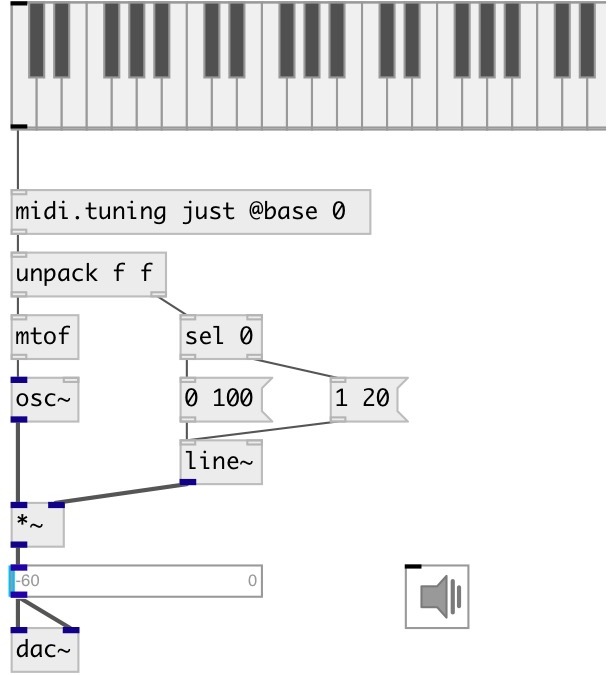 midi.tuning just @base 0
unpack f f
mtof
sel 0
osc~
0 100
1 20
line~
*~
-60 0
dac~